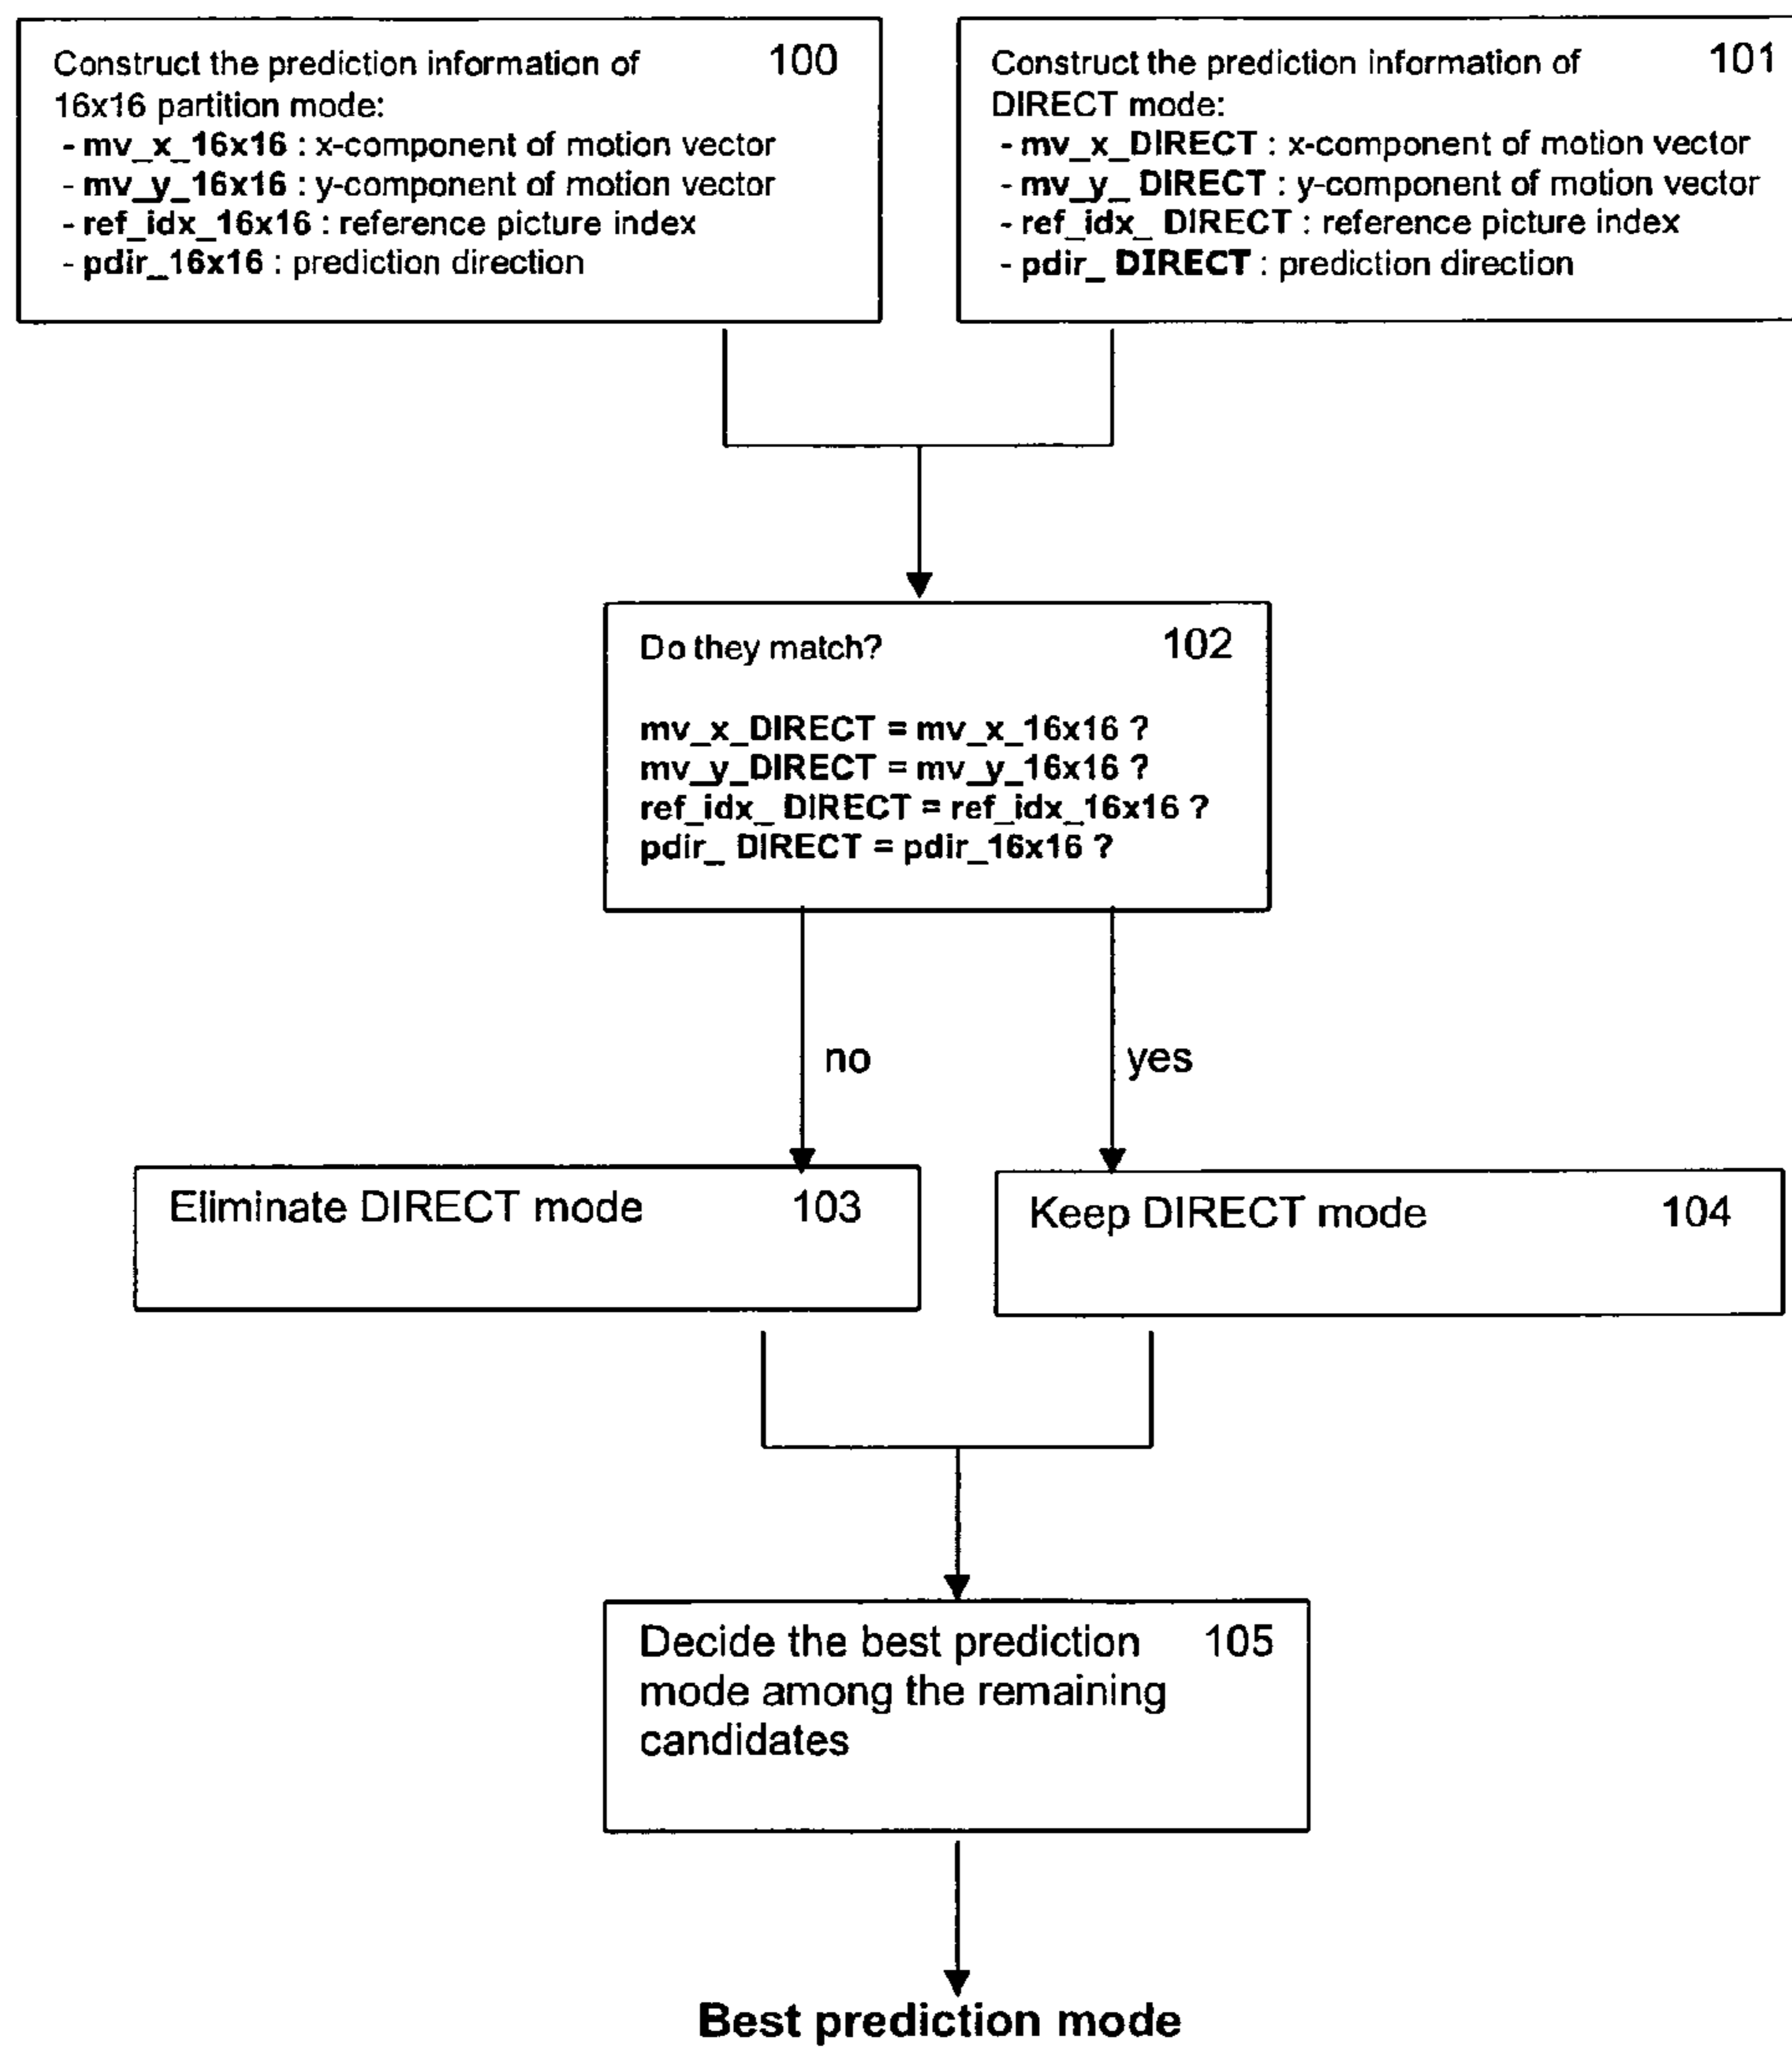 Construct the prediction information of 100
16x16 partition mode:
- mv_x_16x16 : x-component of motion vector
- mv_y_16x16 : y-component of motion vector
- ref_idx_16x16 : reference picture index
- pdir_16x16 : prediction direction
Construct the prediction information of 101
DIRECT mode:
- mv_x_DIRECT : x-component of motion vector
- mv_y_ DIRECT : y-component of motion vector
- ref_idx_ DIRECT : reference picture index
- pdir_ DIRECT : prediction direction
Do they match? 102
mv_x_DIRECT = mv_x_16x16 ?
mv_y_DIRECT = mv_y_16x16 ?
ref_idx_ DIRECT = ref_idx_16x16 ?
pdir_ DIRECT = pdir_16x16 ?
no
yes
Eliminate DIRECT mode 103
Keep DIRECT mode 104
Decide the best prediction 105
mode among the remaining
candidates
Best prediction mode